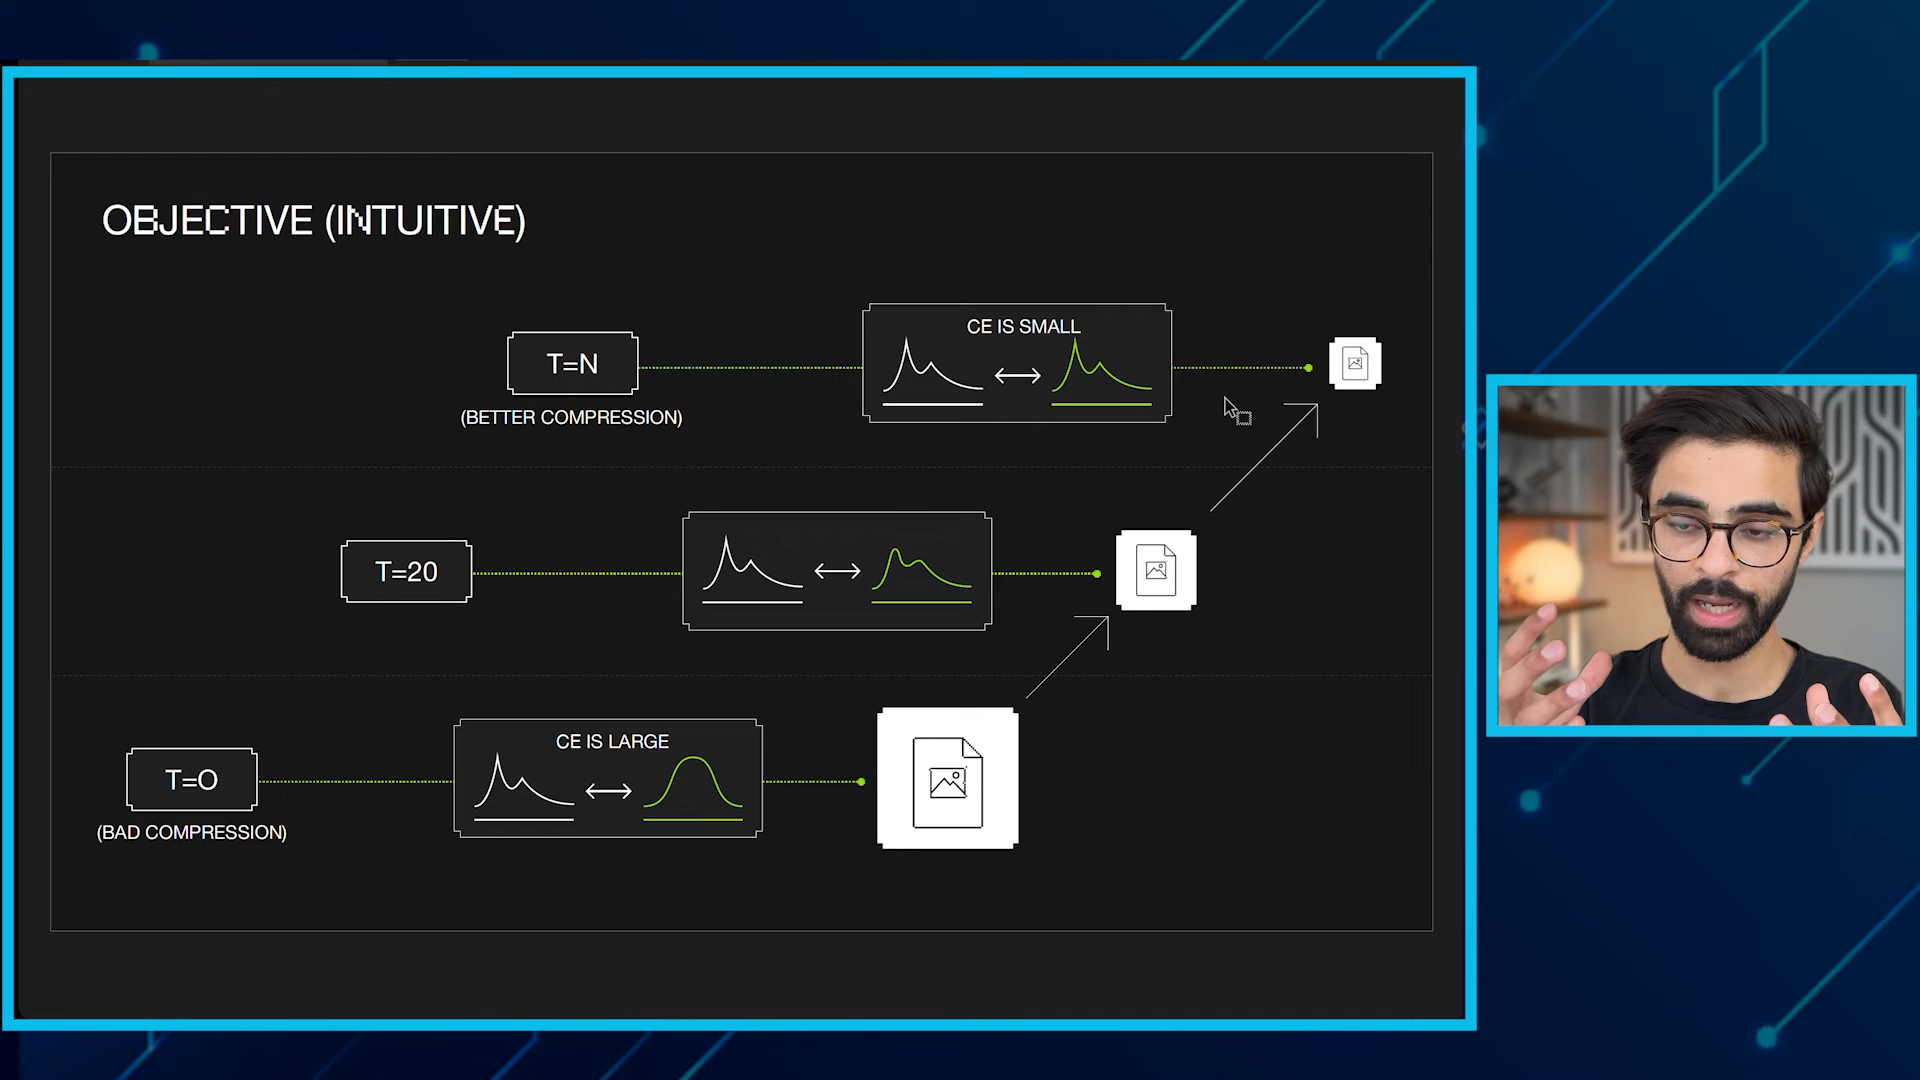 OBJECTIVE (INTUITIVE)
CE IS SMALL
T=N
(BETTER COMPRESSION)
T=20
CE IS LARGE
T=O
(BAD COMPRESSION)